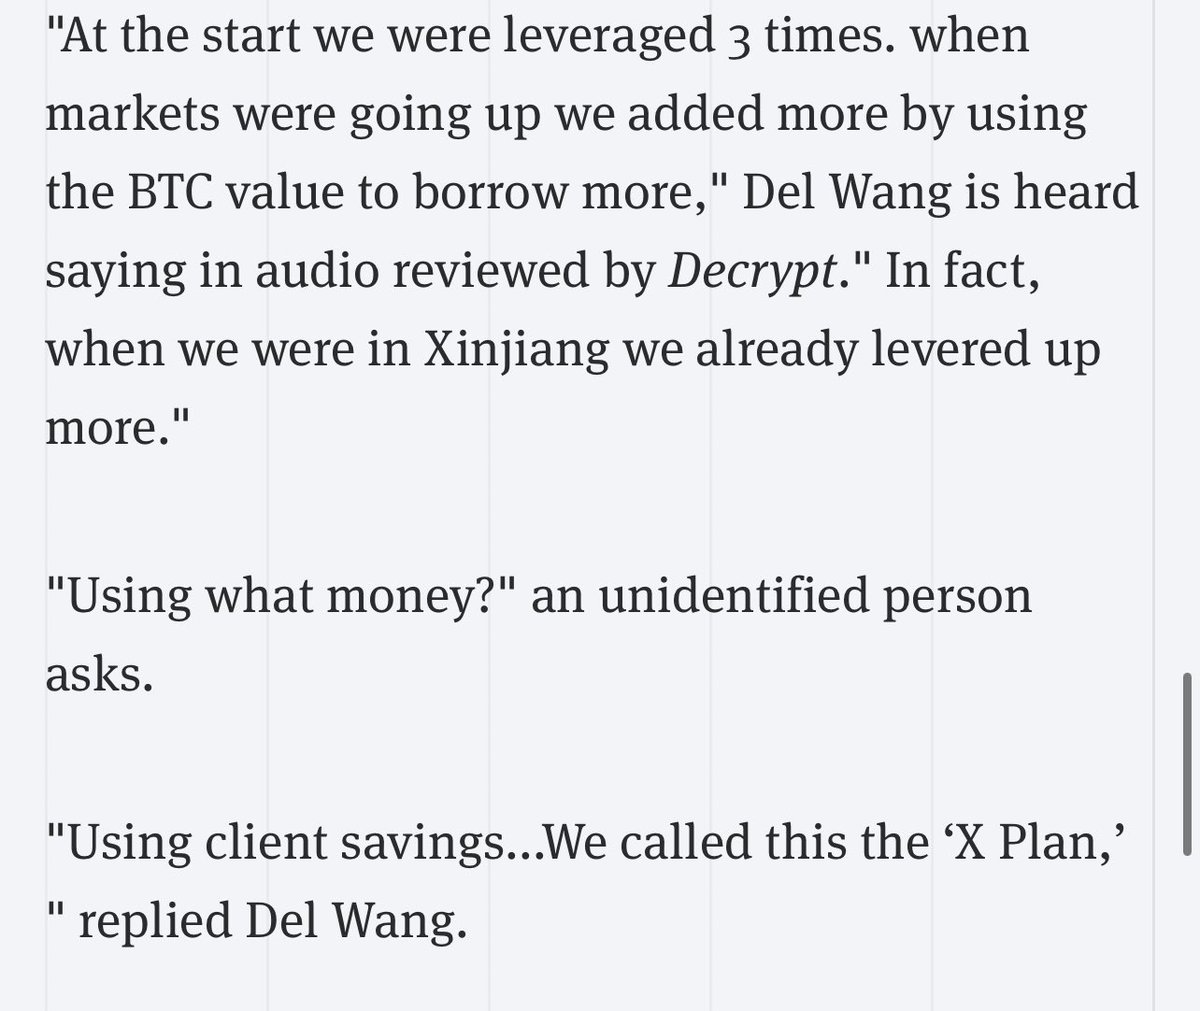 "At the start we were leveraged 3 times. when
markets were going up we added more by using
the BTC value to borrow more," Del Wang is heard
saying in audio reviewed by Decrypt." In fact,
when we were in Xinjiang we already levered up
more."
"Using what money?" an unidentified person
asks.
"Using client savings...We called this the ‘X Plan,’
" replied Del Wang.